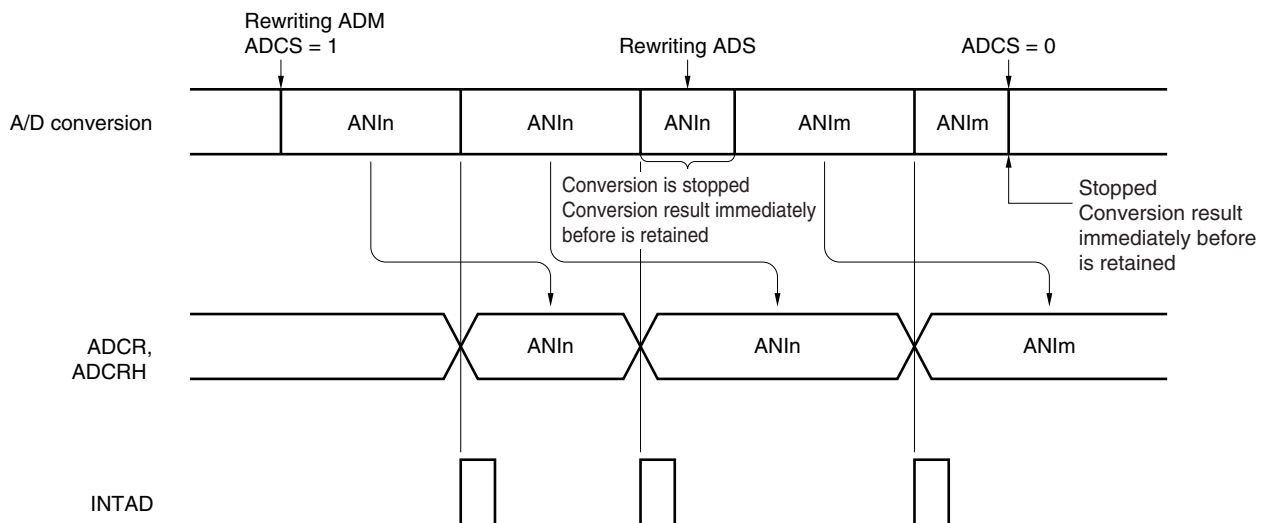 Rewriting ADM
ADCS = 1
Rewriting ADS
ADCS = 0
A/D conversion
ANIn
ANIn
ANIn
ANIm
ANIm
Conversion is stopped
Conversion result immediately
before is retained
Stopped
Conversion result
immediately before
is retained
ADCR,
ADCRH
ANIn
ANIn
ANIm
INTAD